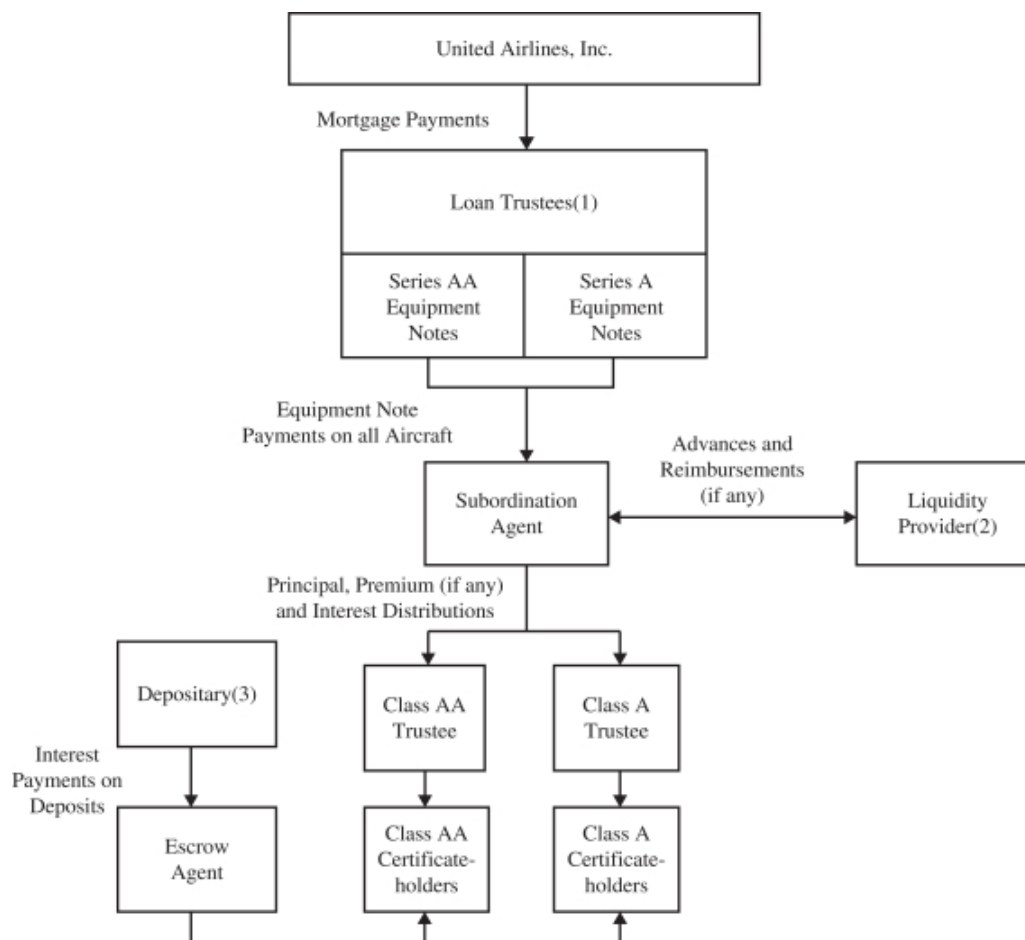 United Airlines, Inc.
Mortgage Payments
Loan Trustees(1)
Series AA
Equipment
Notes
Series A
Equipment
Notes
Equipment Note
Payments on all Aircraft
Advances and
Reimbursements
(if any)
Subordination
Agent
Liquidity
Provider(2)
Principal, Premium (if any)
and Interest Distributions
Depositary(3)
Class AA
Trustee
Class A
Trustee
Interest
Payments on
Deposits
Escrow
Agent
Class AA
Certificate-
holders
Class A
Certificate-
holders